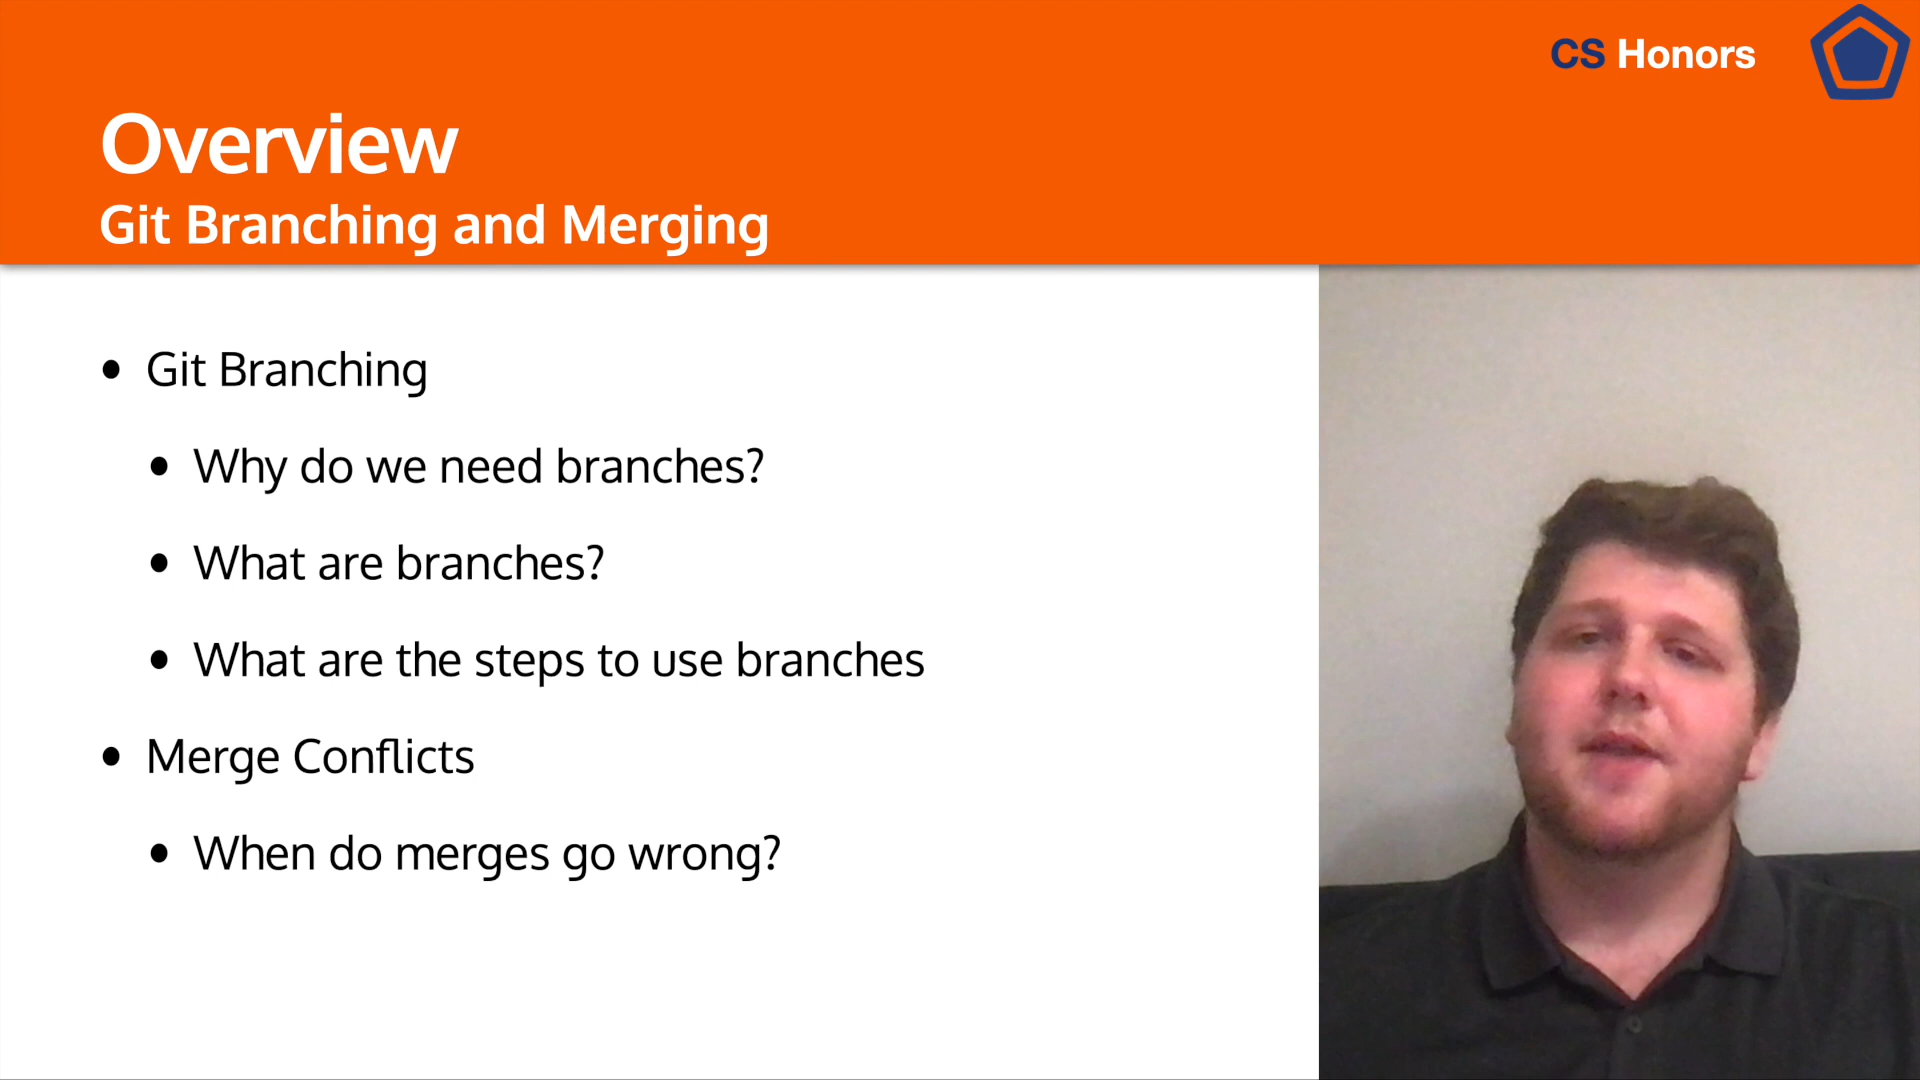 CS Honors
Overview
Git Branching and Merging
• Git Branching
• Why do we need branches?
• What are branches?
• What are the steps to use branches
• Merge Conflicts
• When do merges go wrong?